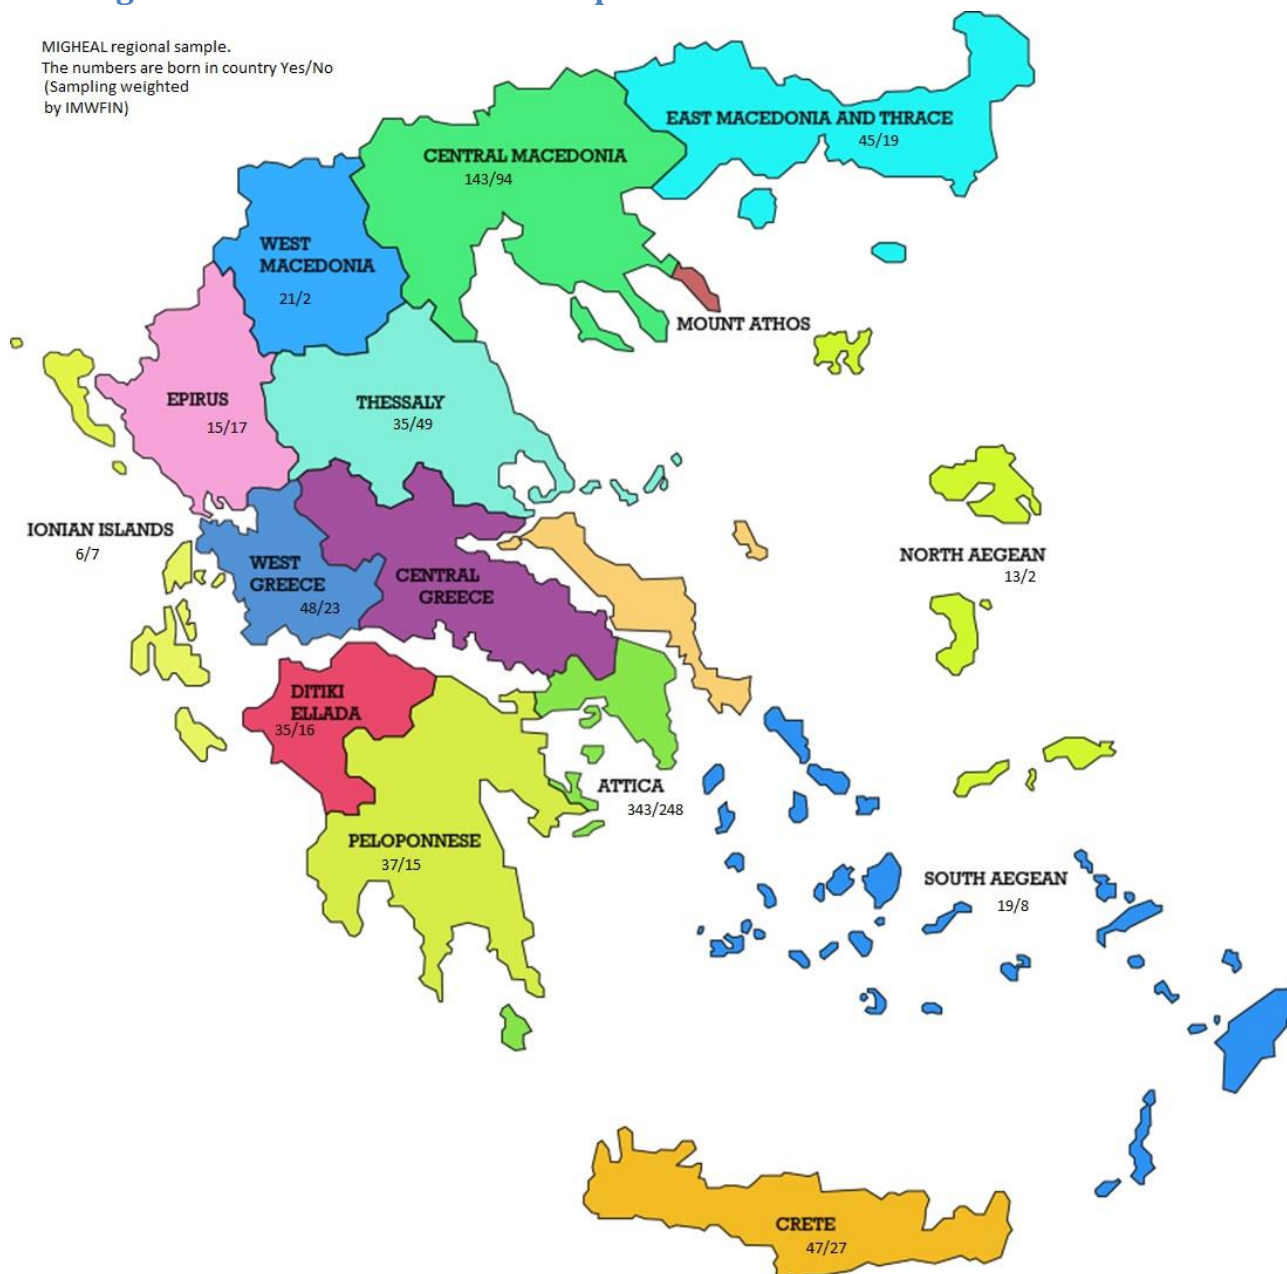 MIGHEAL regional sample.
The numbers are born in country Yes/No
(Sampling weighted
by IMWFIN)
EAST MACEDONIA AND THRACE
45/19
CENTRAL MACEDONIA
143/94
WEST
MACEDONIA
21/2
MOUNT ATHOS
EPIRUS
15/17
THESSALY
35/49
IONIAN ISLANDS
6/7
WEST
GREECE
48/23
CENTRAL
GREECE
NORTH AEGEAN
13/2
DITIKI
ELLADA
35/16
ATTICA
343/248
PELOPONNESE
37/15
SOUTH AEGEAN
19/8
CRETE
47/27